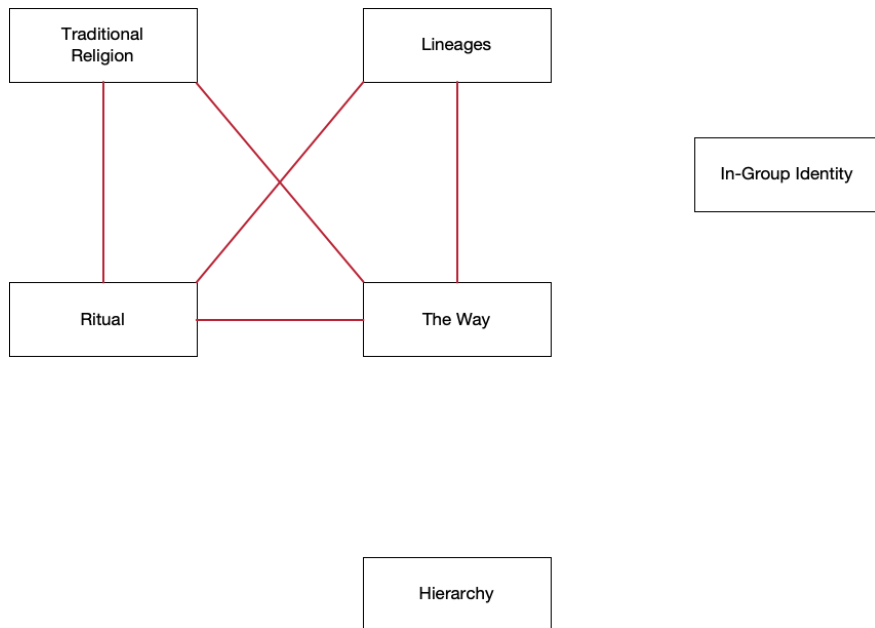 Traditional
Religion
Lineages
In-Group Identity
Ritual
The Way
Hierarchy